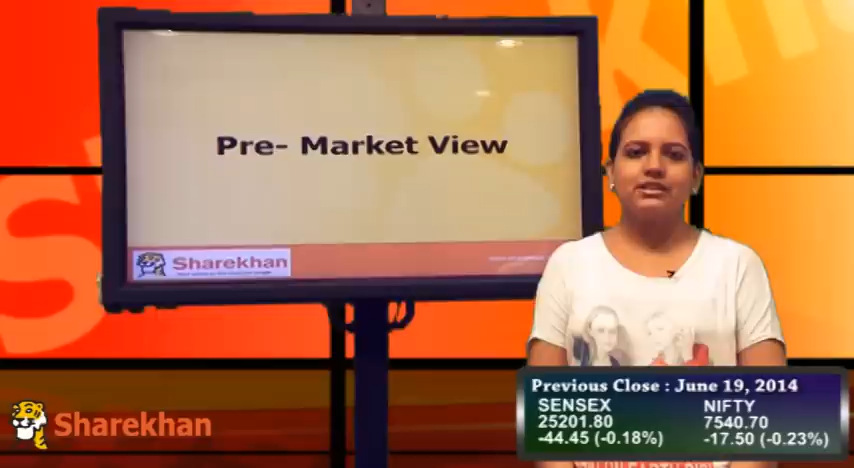 Pre- Market View
Sharekhan
Previous Close : June 19, 2014
SENSEX NIFTY
25201.80 7540.70
-44.45 (-0.18%) -17.50 (-0.23%)
Sharekhan